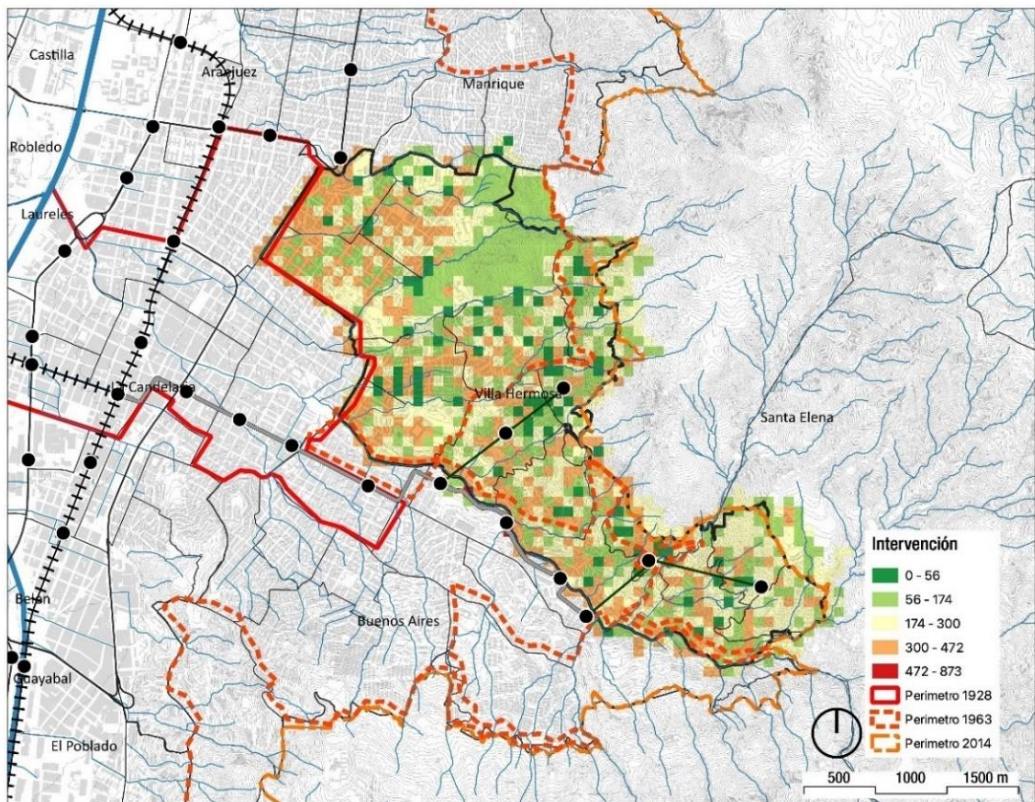 Castilla
Aranjuez
Manrique
Robledo
Laureles
La Candelaria
Villa Hermosa
Santa Elena
Belén
Buenos Aires
Guayabal
El Poblado
Intervención
0 - 56
56 - 174
174 - 300
300 - 472
472 - 873
Perimetro 1928
Perimetro 1963
Perimetro 2014
500 1000 1500 m